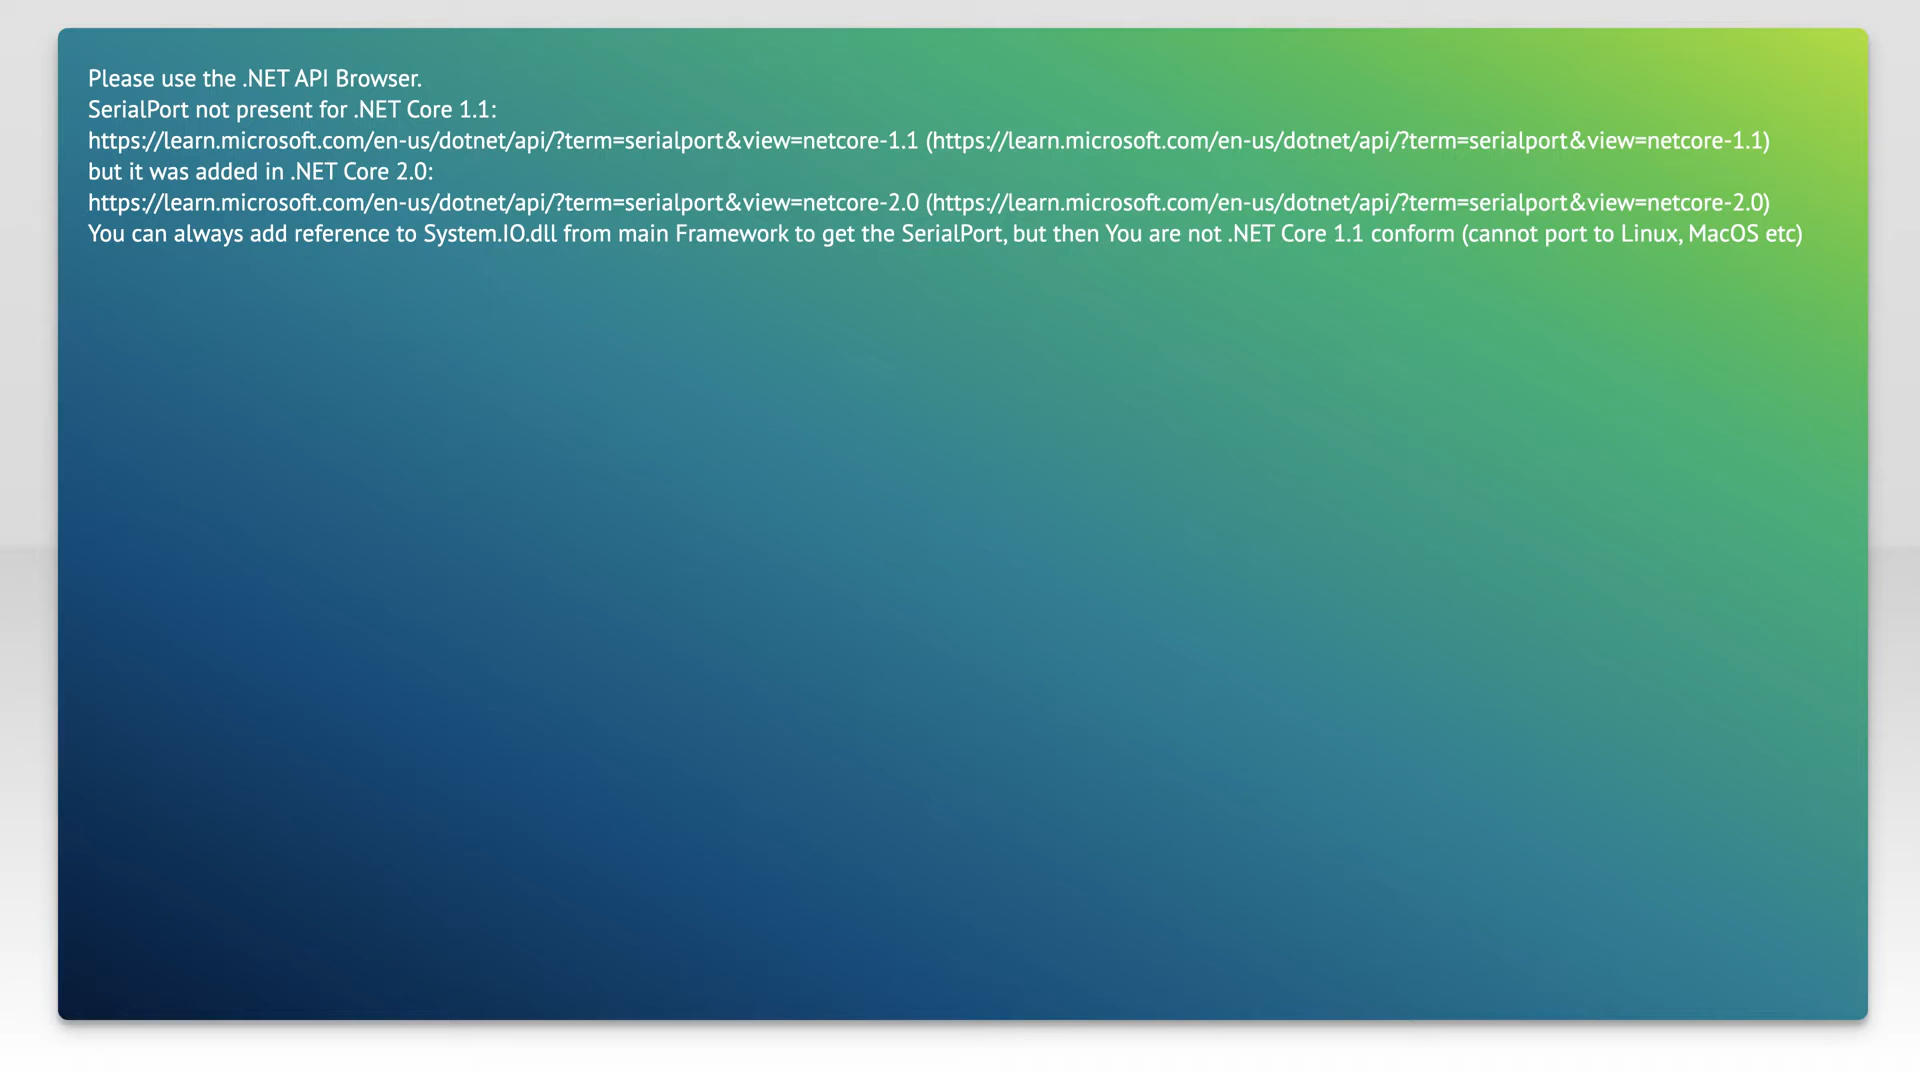 Please use the .NET API Browser.
SerialPort not present for .NET Core 1.1:
https://learn.microsoft.com/en-us/dotnet/api/?term=serialport&view=netcore-1.1 (https://learn.microsoft.com/en-us/dotnet/api/?term=serialport&view=netcore-1.1)
but it was added in .NET Core 2.0:
https://learn.microsoft.com/en-us/dotnet/api/?term=serialport&view=netcore-2.0 (https://learn.microsoft.com/en-us/dotnet/api/?term=serialport&view=netcore-2.0)
You can always add reference to System.IO.dll from main Framework to get the SerialPort, but then You are not .NET Core 1.1 conform (cannot port to Linux, MacOS etc)